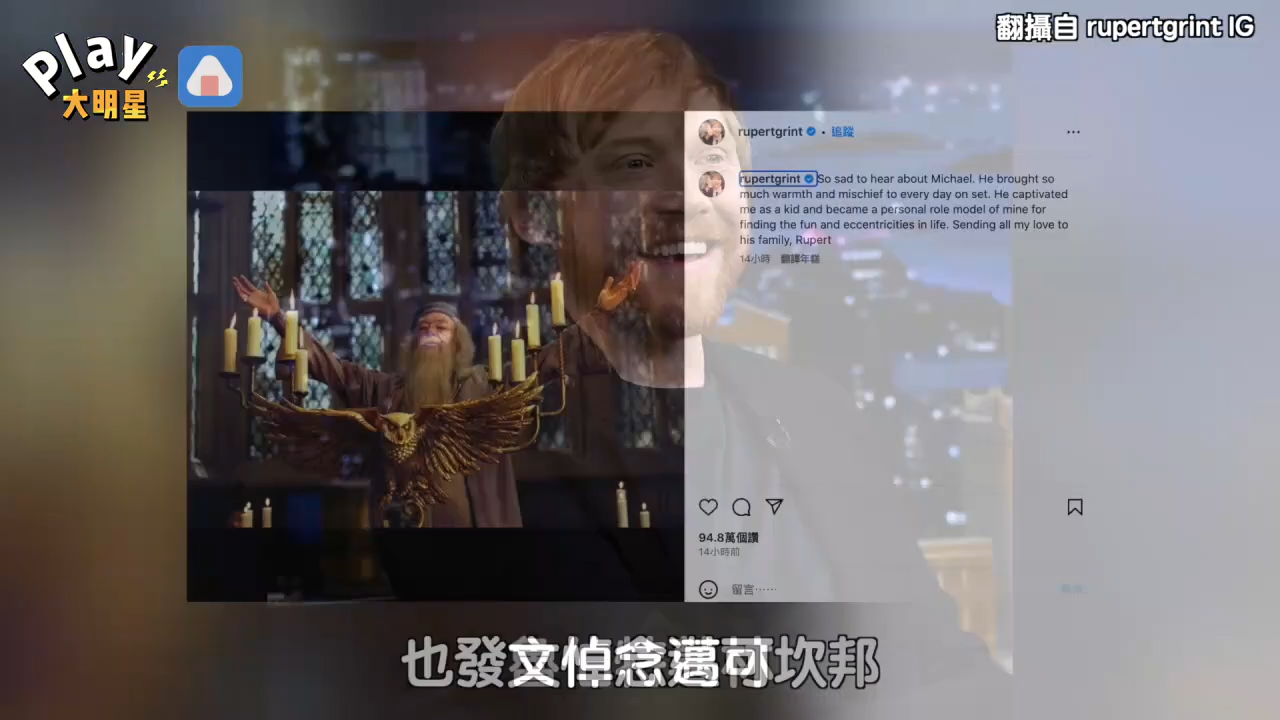 Play
大明星
翻攝自 rupertgrint IG
rupertgrint • 追蹤
rupertgrint So sad to hear about Michael. He brought so
much warmth and mischief to every day on set. He captivated
me as a kid and became a personal role model of mine for
finding the fun and eccentricities in life. Sending all my love to
his family, Rupert
14小時 翻譯年糕
94.8萬個讚
14小時前
留言……
也發文悼念邁可坎邦